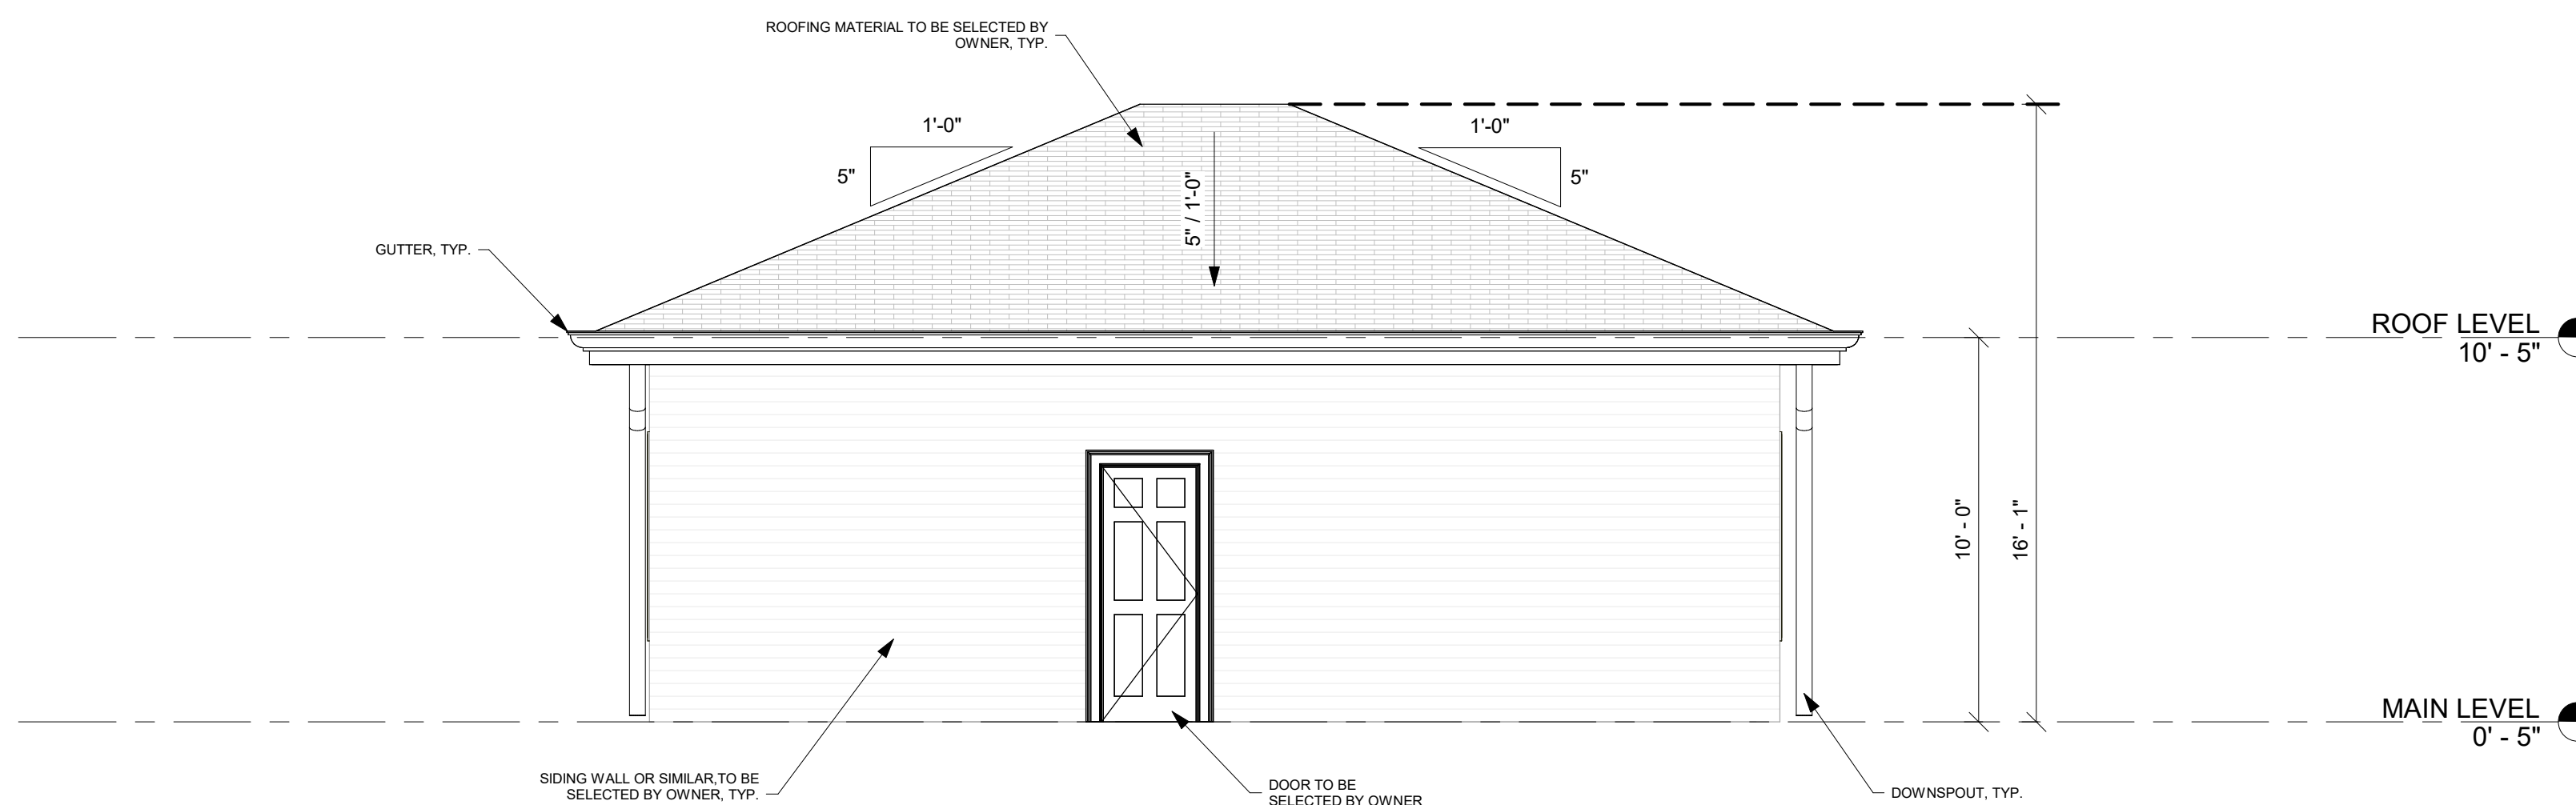 ROOFING MATERIAL TO BE SELECTED BY
OWNER, TYP.
1'-0"
1'-0"
5"
5"
5" / 1'-0"
GUTTER, TYP.
ROOF LEVEL
10' - 5"
10' - 0"
16' - 1"
MAIN LEVEL
0' - 5"
SIDING WALL OR SIMILAR,TO BE
SELECTED BY OWNER, TYP.
DOOR TO BE
SELECTED BY OWNER
DOWNSPOUT, TYP.